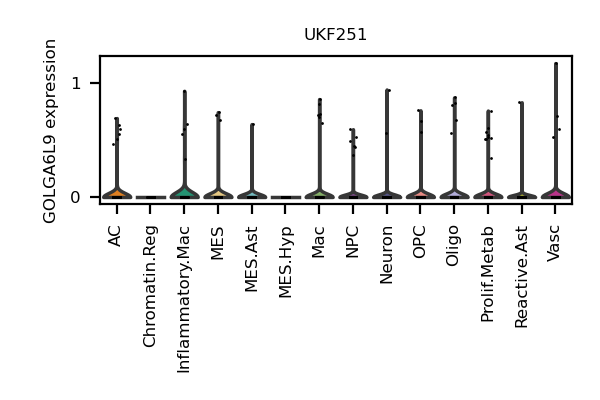 UKF251
GOLGA6L9 expression
1
0
AC
Chromatin.Reg
Inflammatory.Mac
MES
MES.Ast
MES.Hyp
Mac
NPC
Neuron
OPC
Oligo
Prolif.Metab
Reactive.Ast
Vasc